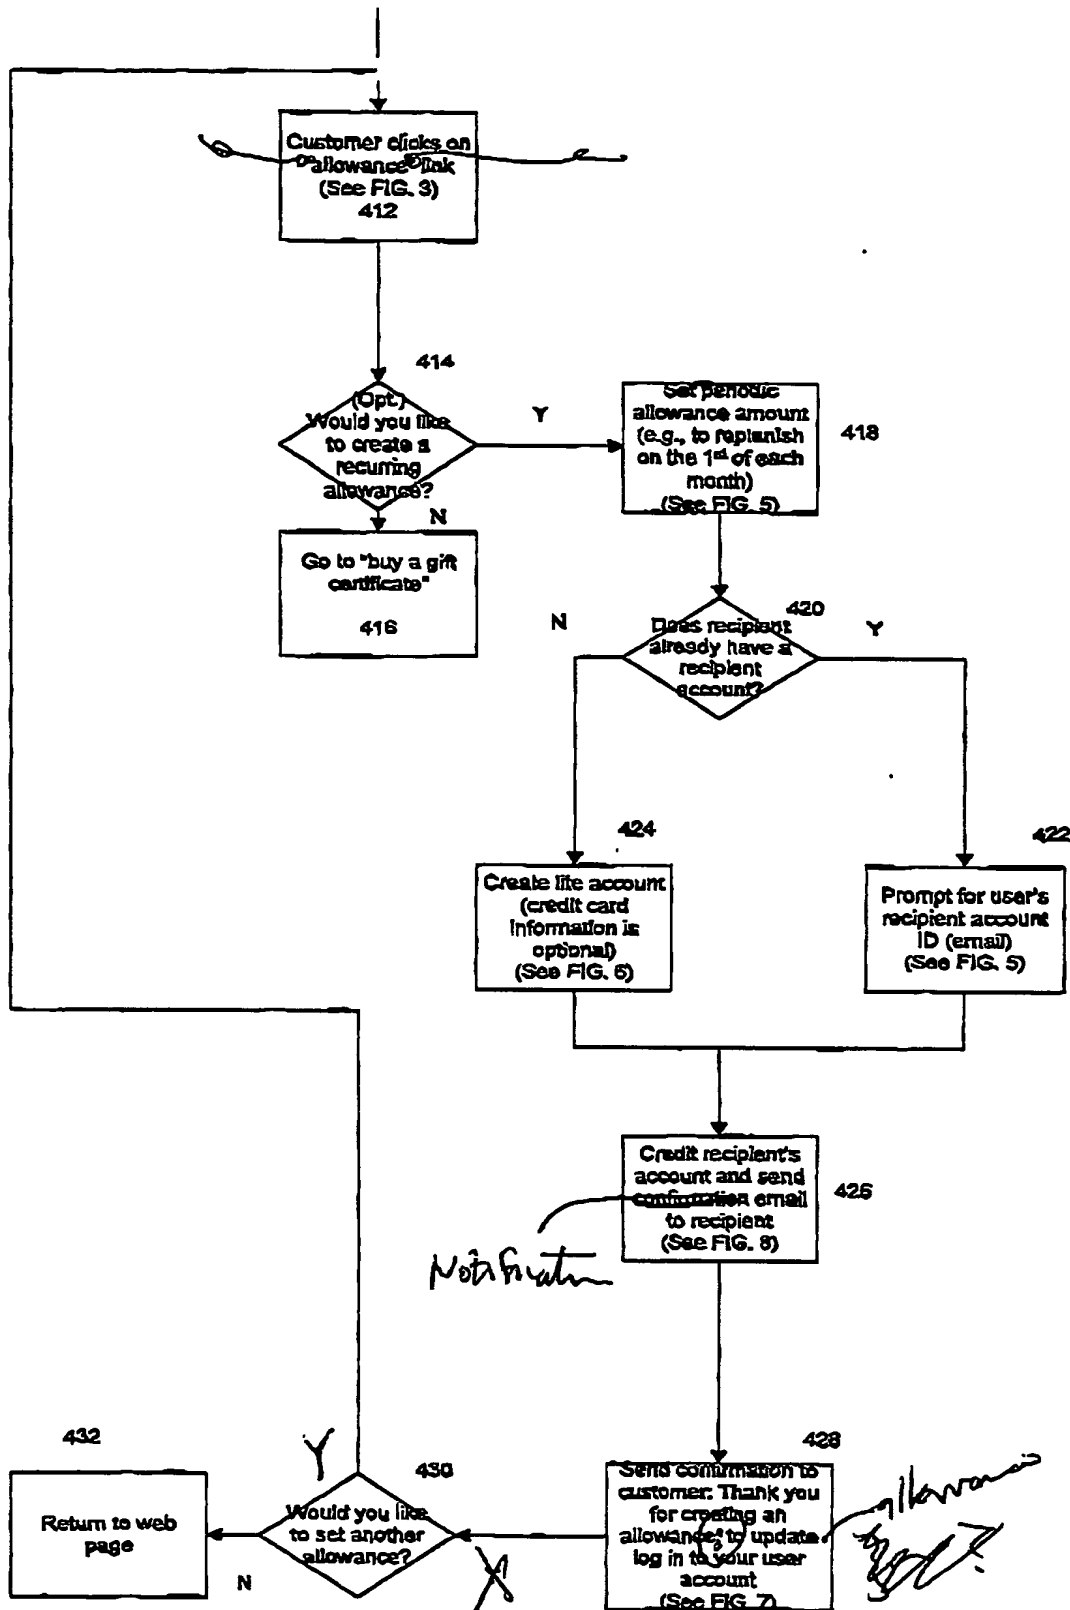 Customer clicks on
"allowance" link
(See FIG. 3)
412
414
(Opt.)
Would you like
to create a
recurring
allowance?
Y
N
Set periodic
allowance amount
(e.g., to replenish
on the 1st of each
month)
(See FIG. 5)
418
Go to "buy a gift
certificate"
416
420
Does recipient
already have a
recipient
account?
N
Y
424
Create lite account
(credit card
information is
optional)
(See FIG. 6)
422
Prompt for user's
recipient account
ID (email)
(See FIG. 5)
Credit recipient's
account and send
confirmation email
to recipient
(See FIG. 8)
426
Notification
428
Send confirmation to
customer: Thank you
for creating an
allowance, to update
log in to your user
account
(See FIG. 7)
allowance
430
Would you like
to set another
allowance?
Y
N
432
Return to web
page